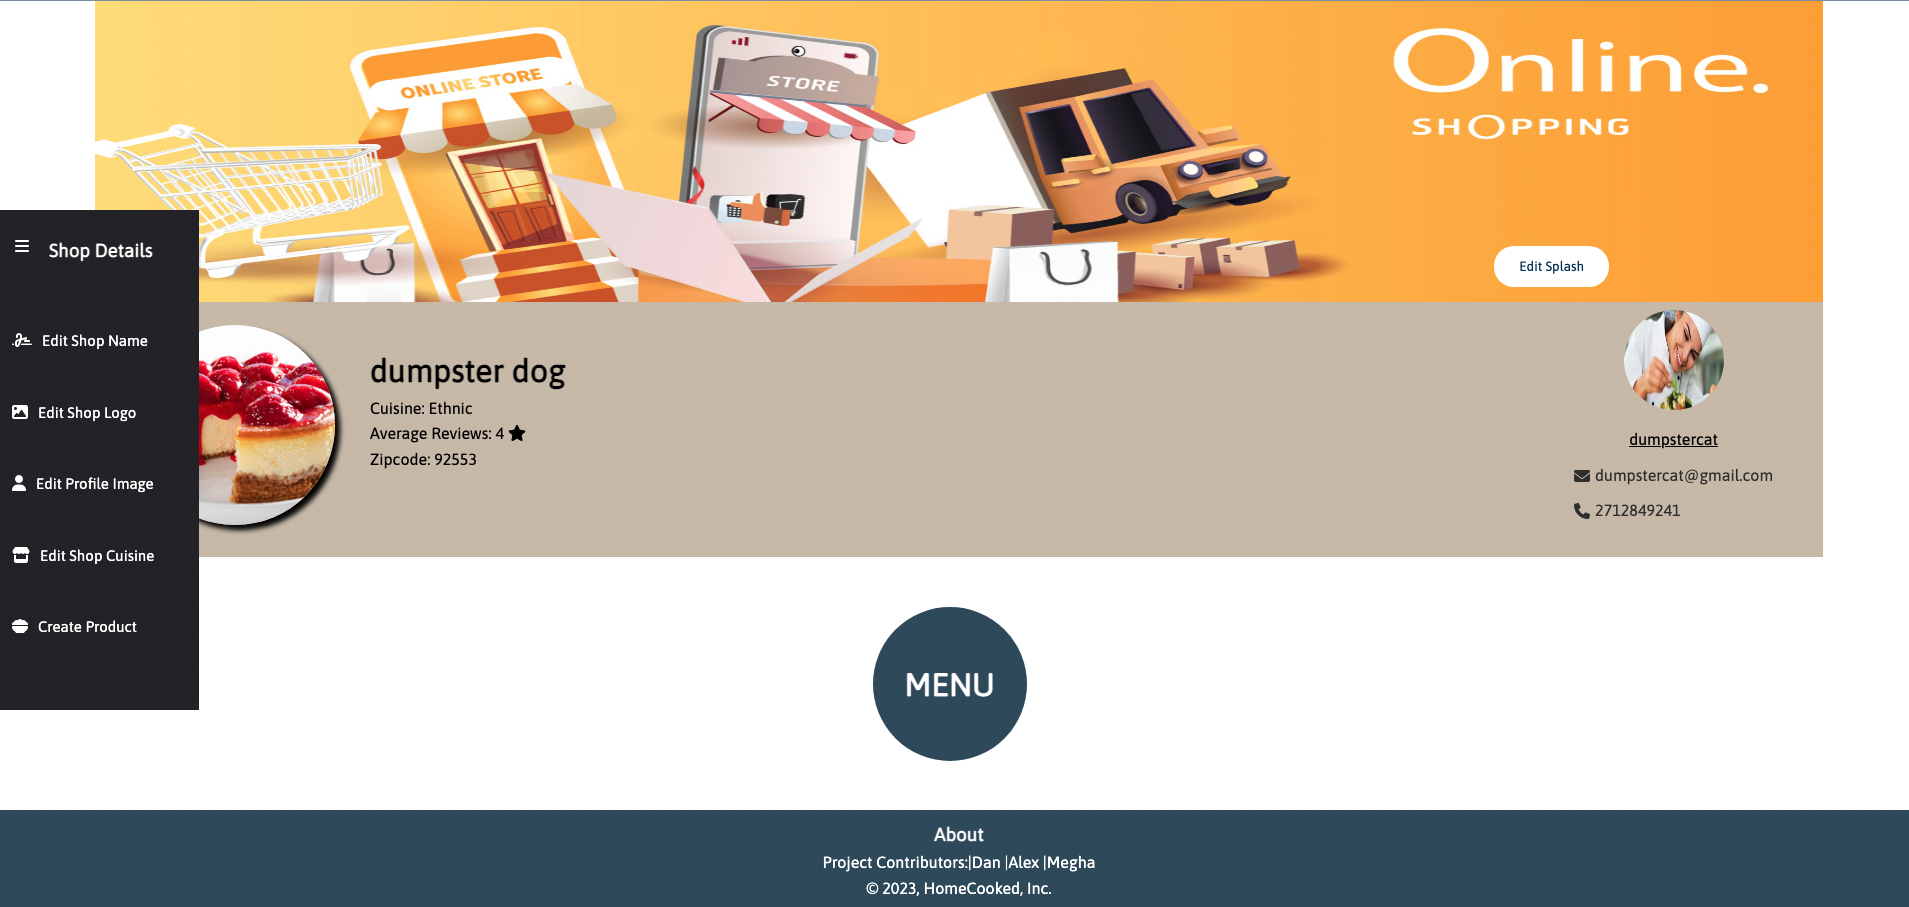 ONLINE STORE
STORE
Online.
SHOPPING
Edit Splash
Shop Details
Edit Shop Name
Edit Shop Logo
Edit Profile Image
Edit Shop Cuisine
Create Product
dumpster dog
Cuisine: Ethnic
Average Reviews: 4
Zipcode: 92553
dumpstercat
dumpstercat@gmail.com
2712849241
MENU
About
Project Contributors:|Dan |Alex |Megha
© 2023, HomeCooked, Inc.